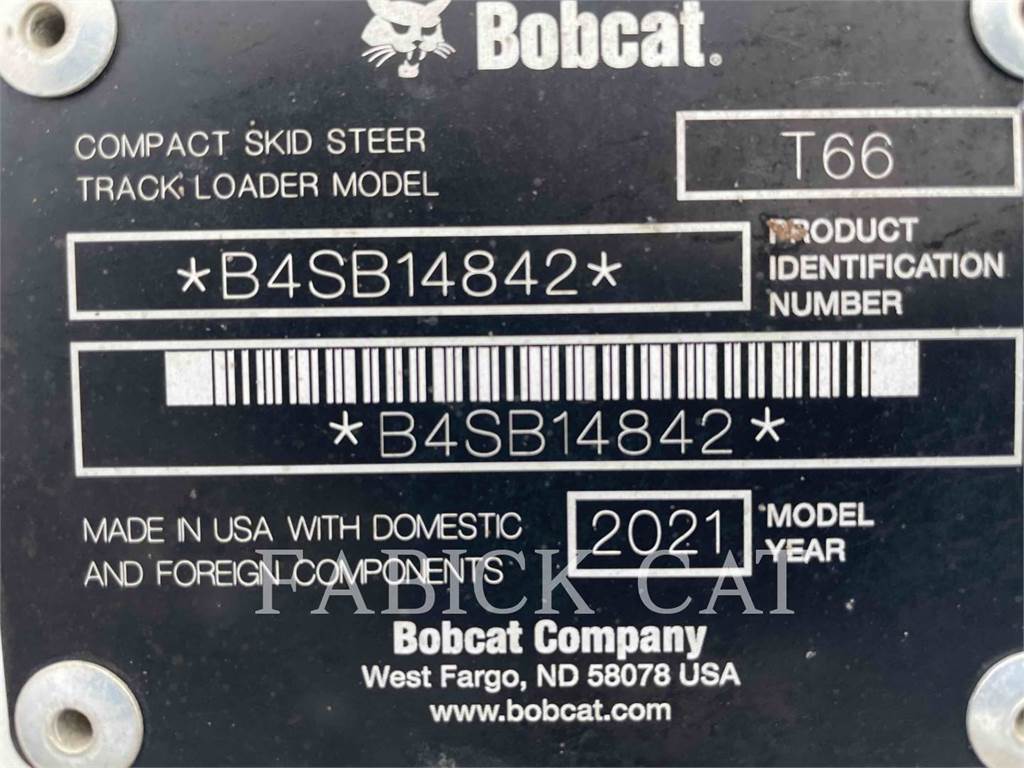 Bobcat®
COMPACT SKID STEER
TRACK LOADER MODEL
T66
*B4SB14842*
PRODUCT
IDENTIFICATION
NUMBER
*B4SB14842*
MADE IN USA WITH DOMESTIC
AND FOREIGN COMPONENTS
2021
MODEL
YEAR
FABICK CAT
Bobcat Company
West Fargo, ND 58078 USA
www.bobcat.com